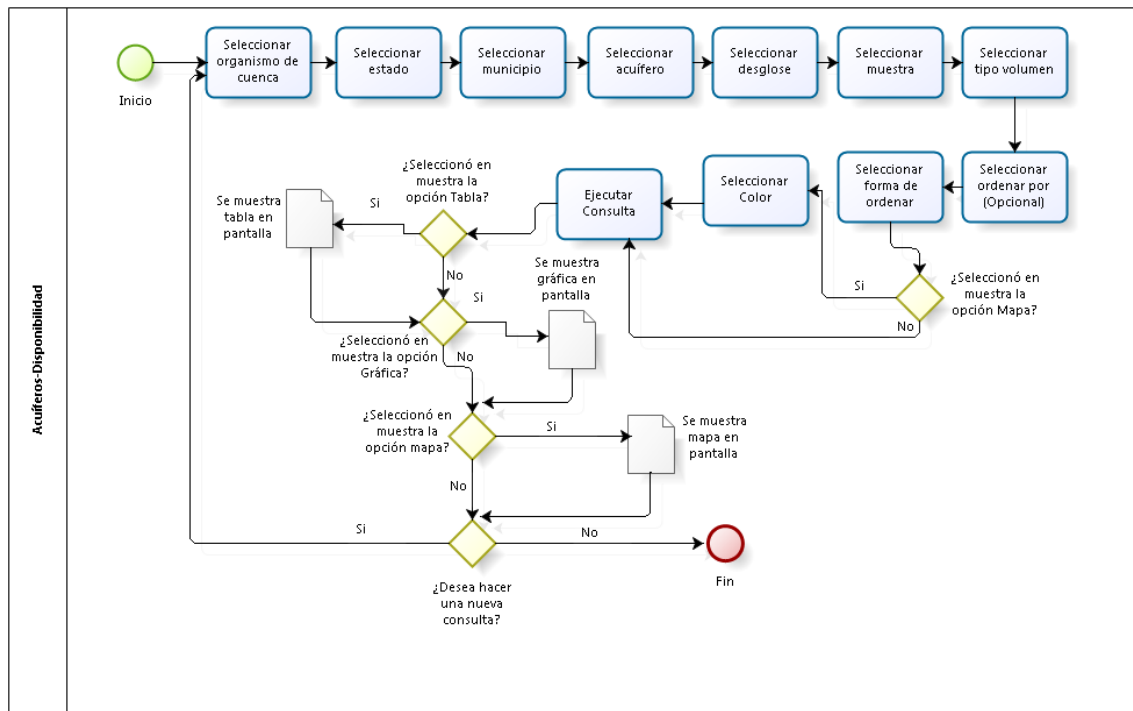 Acuíferos-Disponibilidad
Inicio
Seleccionar
organismo de
cuenca
Seleccionar
estado
Seleccionar
municipio
Seleccionar
acuífero
Seleccionar
desglose
Seleccionar
muestra
Seleccionar
tipo volumen
Seleccionar
ordenar por
(Opcional)
Seleccionar
forma de
ordenar
¿Seleccionó en
muestra la
opción Mapa?
Si
No
Seleccionar
Color
Ejecutar
Consulta
¿Seleccionó en
muestra la
opción Tabla?
Si
Se muestra
tabla en
pantalla
No
¿Seleccionó en
muestra la opción
Gráfica?
Si
Se muestra
gráfica en
pantalla
No
¿Seleccionó en
muestra la
opción mapa?
Si
Se muestra
mapa en
pantalla
No
¿Desea hacer
una nueva
consulta?
Si
No
Fin